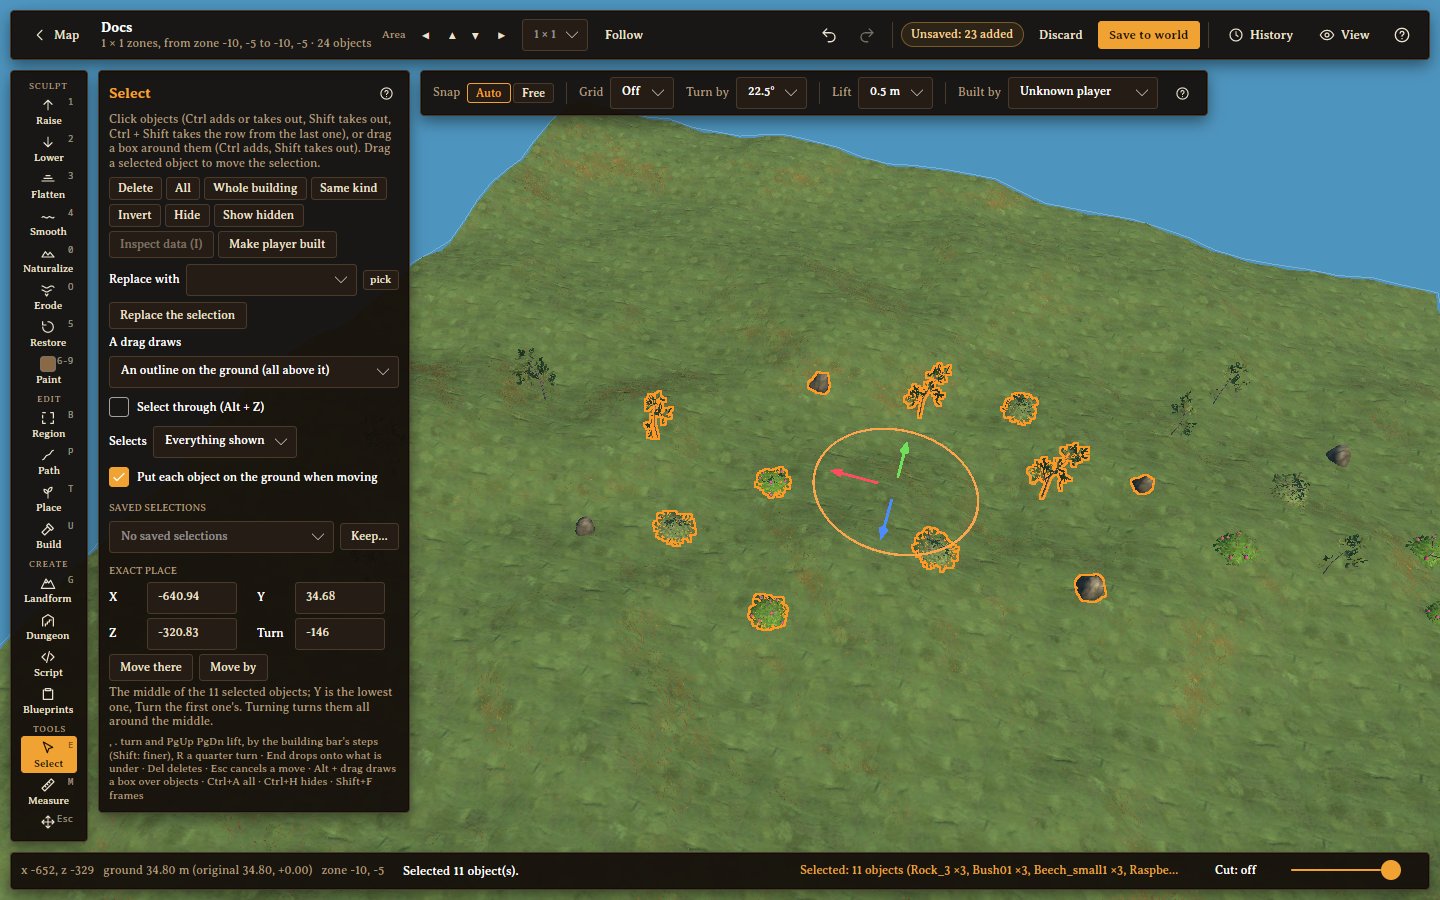 Map
Docs
1 × 1 zones, from zone -10, -5 to -10, -5 · 24 objects
Area
1 × 1
Follow
Unsaved: 23 added
Discard
Save to world
History
View
SCULPT
Raise 1
Lower 2
Flatten 3
Smooth 4
Naturalize 0
Erode O
Restore 5
Paint 6-9
EDIT
Region B
Path P
Place T
Build U
CREATE
Landform G
Dungeon
Script
Blueprints
TOOLS
Select E
Measure M
Esc
Select
Click objects (Ctrl adds or takes out, Shift takes out,
Ctrl + Shift takes the row from the last one), or drag
a box around them (Ctrl adds, Shift takes out). Drag
a selected object to move the selection.
Delete All Whole building Same kind
Invert Hide Show hidden
Inspect data (I) Make player built
Replace with pick
Replace the selection
A drag draws
An outline on the ground (all above it)
Select through (Alt + Z)
Selects Everything shown
Put each object on the ground when moving
SAVED SELECTIONS
No saved selections Keep...
EXACT PLACE
X -640.94 Y 34.68
Z -320.83 Turn -146
Move there Move by
The middle of the 11 selected objects; Y is the lowest
one, Turn the first one's. Turning turns them all
around the middle.
, . turn and PgUp PgDn lift, by the building bar's steps
(Shift: finer), R a quarter turn · End drops onto what is
under · Del deletes · Esc cancels a move · Alt + drag draws
a box over objects · Ctrl+A all · Ctrl+H hides · Shift+F
frames
Snap Auto Free Grid Off Turn by 22.5° Lift 0.5 m Built by Unknown player
x -652, z -329 ground 34.80 m (original 34.80, +0.00) zone -10, -5 Selected 11 object(s).
Selected: 11 objects (Rock_3 ×3, Bush01 ×3, Beech_small1 ×3, Raspbe...
Cut: off